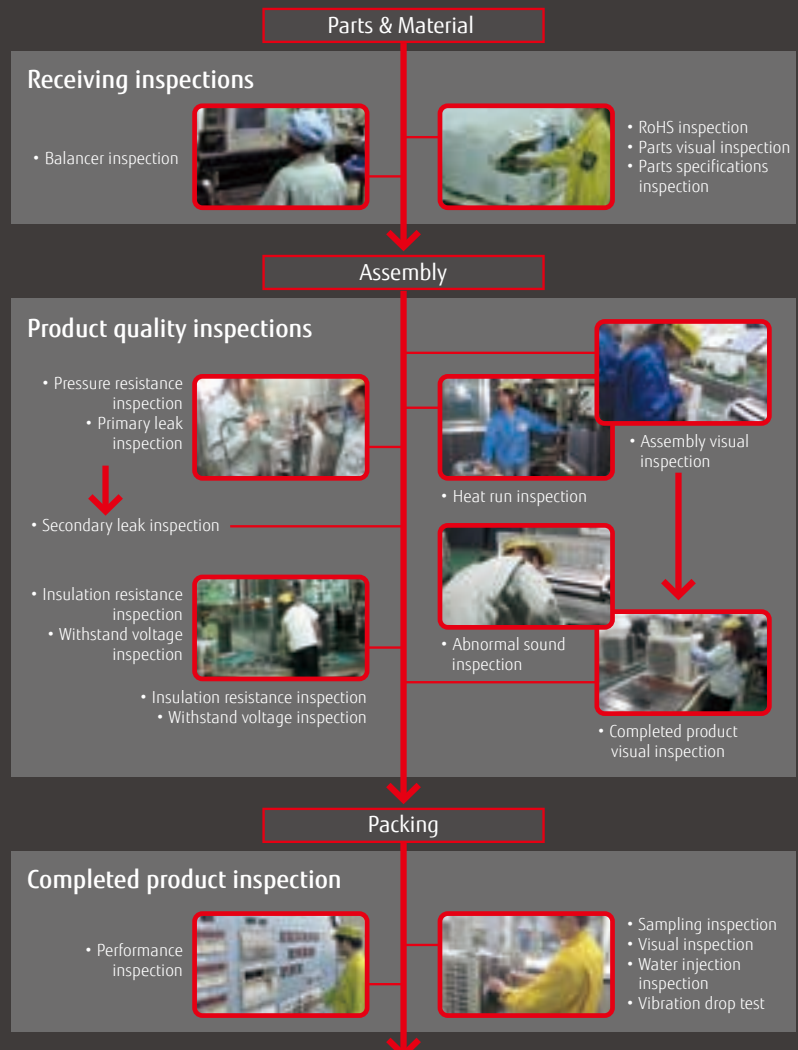 Parts & Material
Receiving inspections
• Balancer inspection
• RoHS inspection
• Parts visual inspection
• Parts specifications
inspection
Assembly
Product quality inspections
• Pressure resistance
inspection
• Primary leak
inspection
• Secondary leak inspection
• Heat run inspection
• Assembly visual
inspection
• Insulation resistance
inspection
• Withstand voltage
inspection
• Insulation resistance inspection
• Withstand voltage inspection
• Abnormal sound
inspection
• Completed product
visual inspection
Packing
Completed product inspection
• Performance
inspection
• Sampling inspection
• Visual inspection
• Water injection
inspection
• Vibration drop test